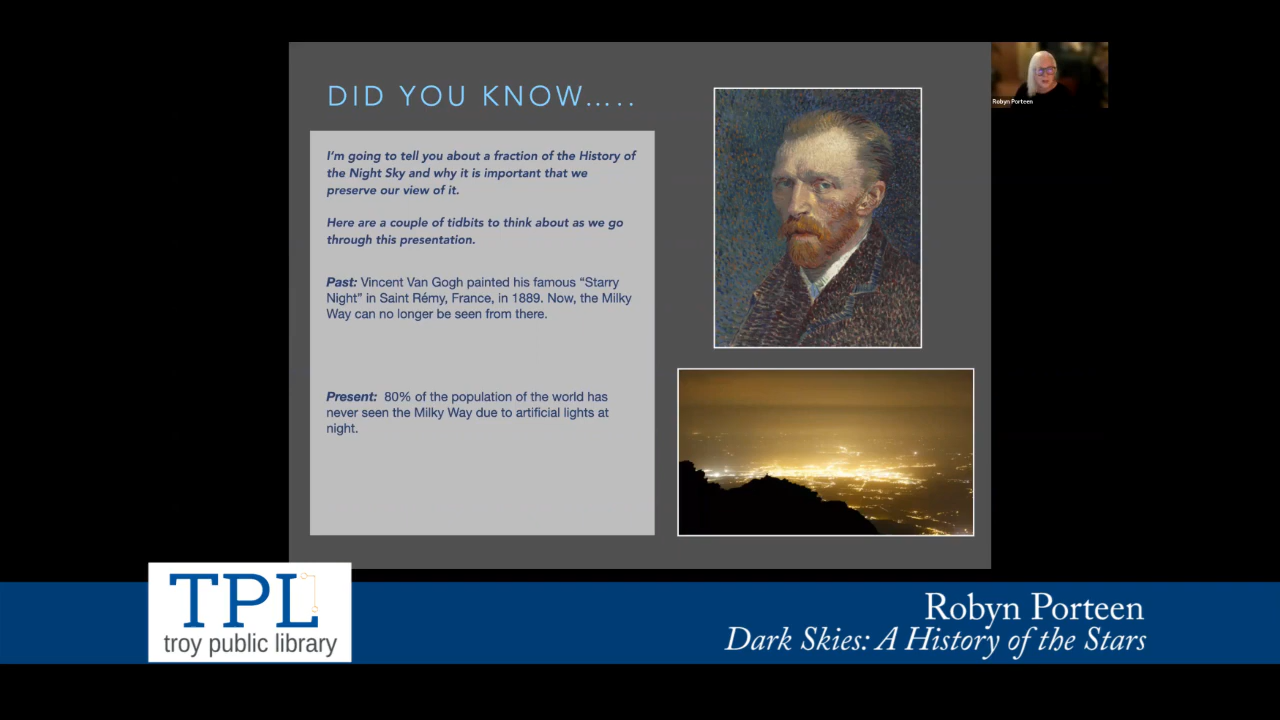 DID YOU KNOW.....
I'm going to tell you about a fraction of the History of
the Night Sky and why it is important that we
preserve our view of it.
Here are a couple of tidbits to think about as we go
through this presentation.
Past: Vincent Van Gogh painted his famous “Starry
Night” in Saint Rémy, France, in 1889. Now, the Milky
Way can no longer be seen from there.
Present: 80% of the population of the world has
never seen the Milky Way due to artificial lights at
night.
Robyn Porteen
TPL
troy public library
Robyn Porteen
Dark Skies: A History of the Stars